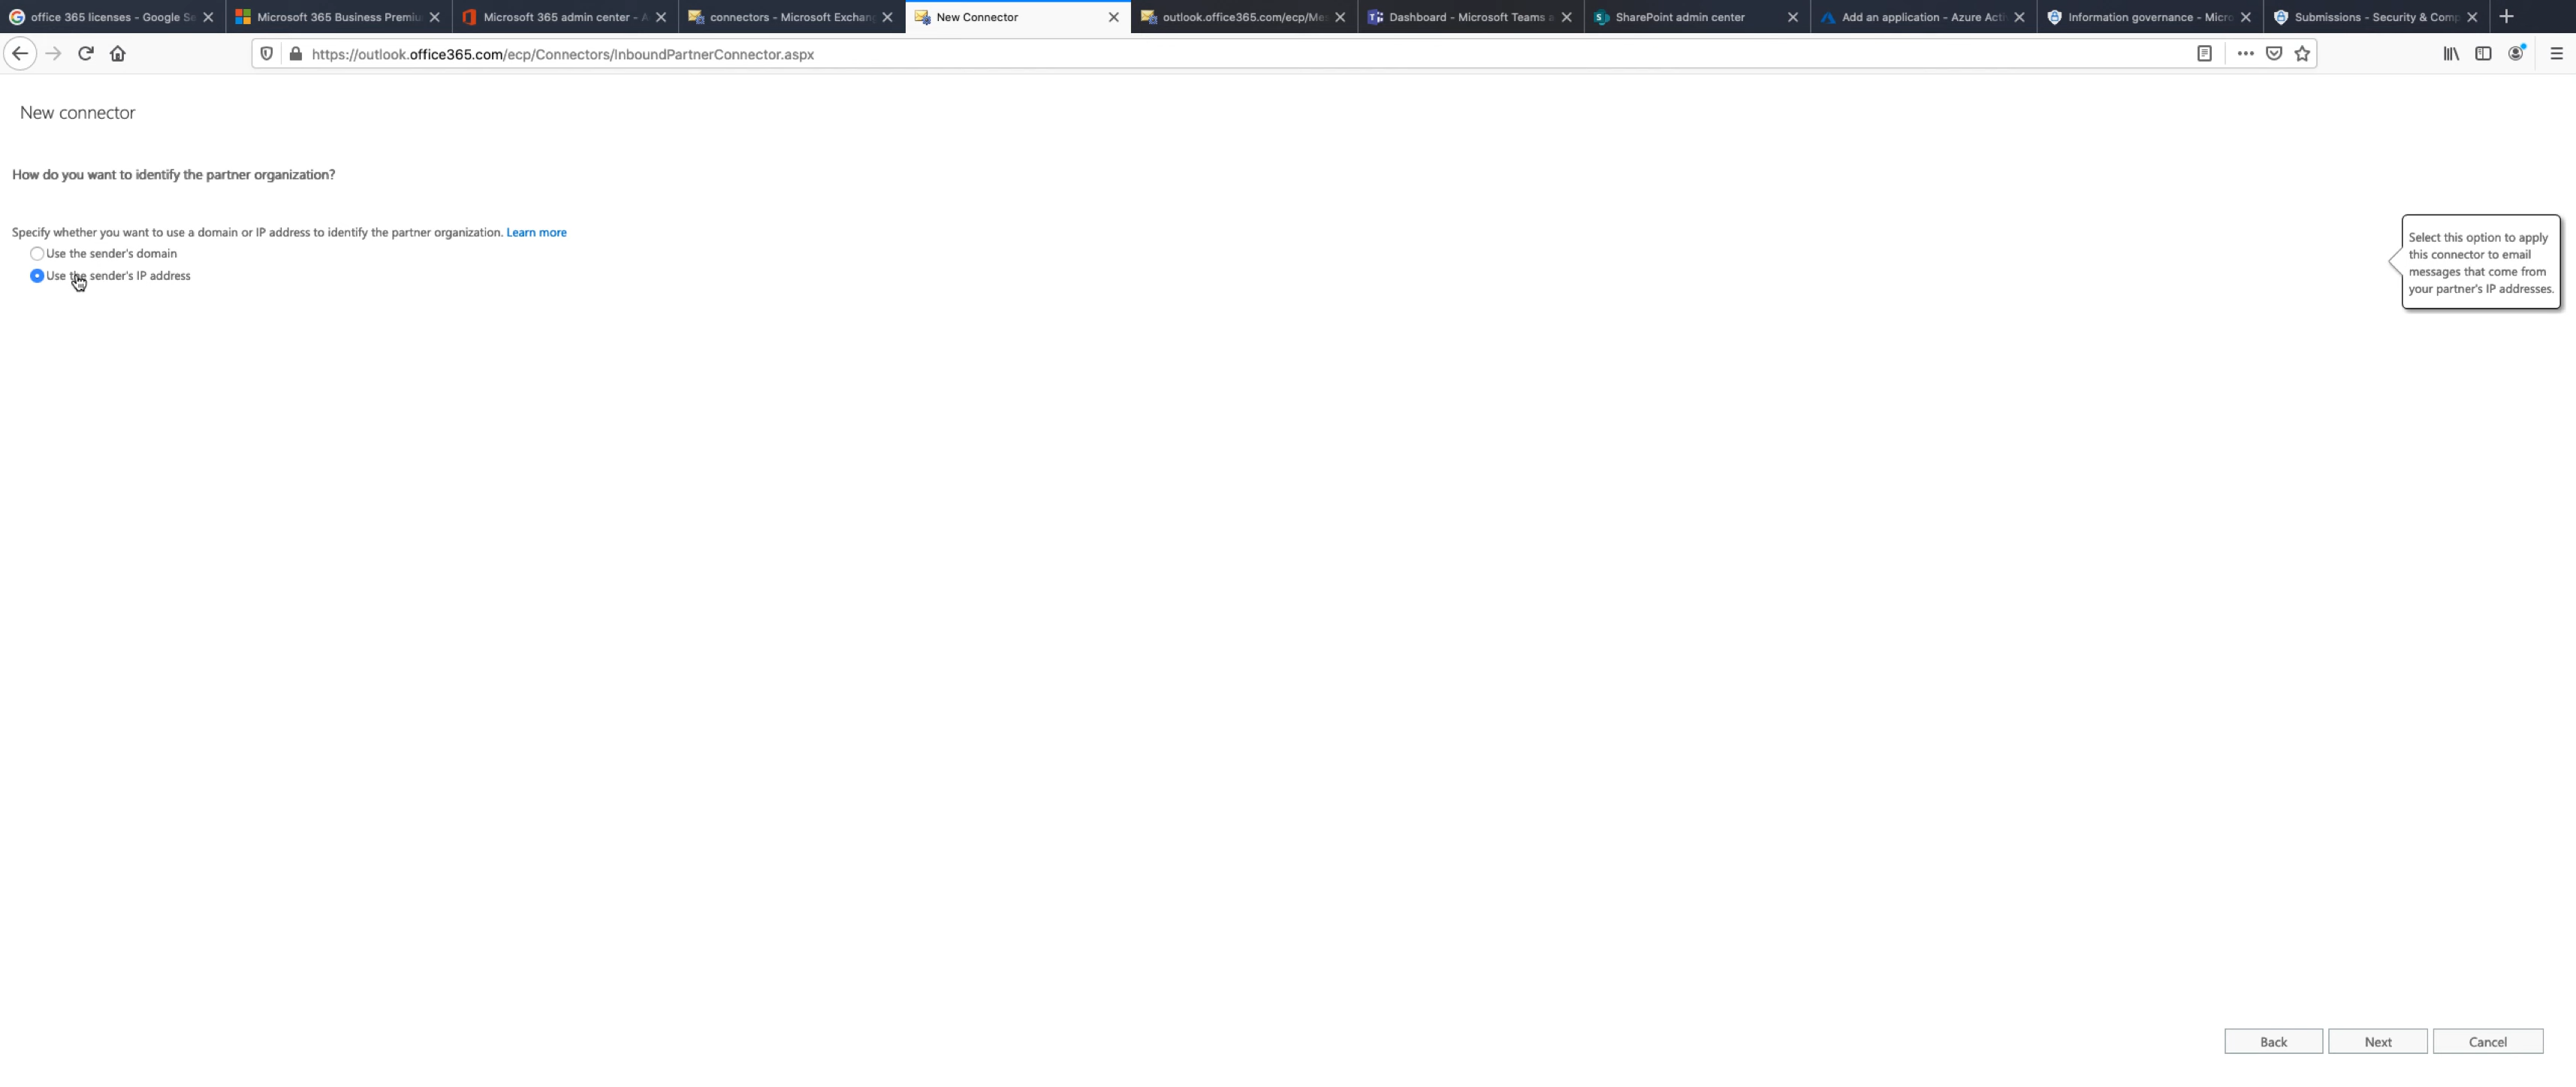 office 365 licenses - Google Se
Microsoft 365 Business Premiu
Microsoft 365 admin center - A
connectors - Microsoft Exchang
New Connector
outlook.office365.com/ecp/Mes
Dashboard - Microsoft Teams a
SharePoint admin center
Add an application - Azure Acti
Information governance - Micro
Submissions - Security & Comp
https://outlook.office365.com/ecp/Connectors/InboundPartnerConnector.aspx
New connector
How do you want to identify the partner organization?
Specify whether you want to use a domain or IP address to identify the partner organization. Learn more
Use the sender's domain
Use the sender's IP address
Select this option to apply
this connector to email
messages that come from
your partner's IP addresses.
Back
Next
Cancel